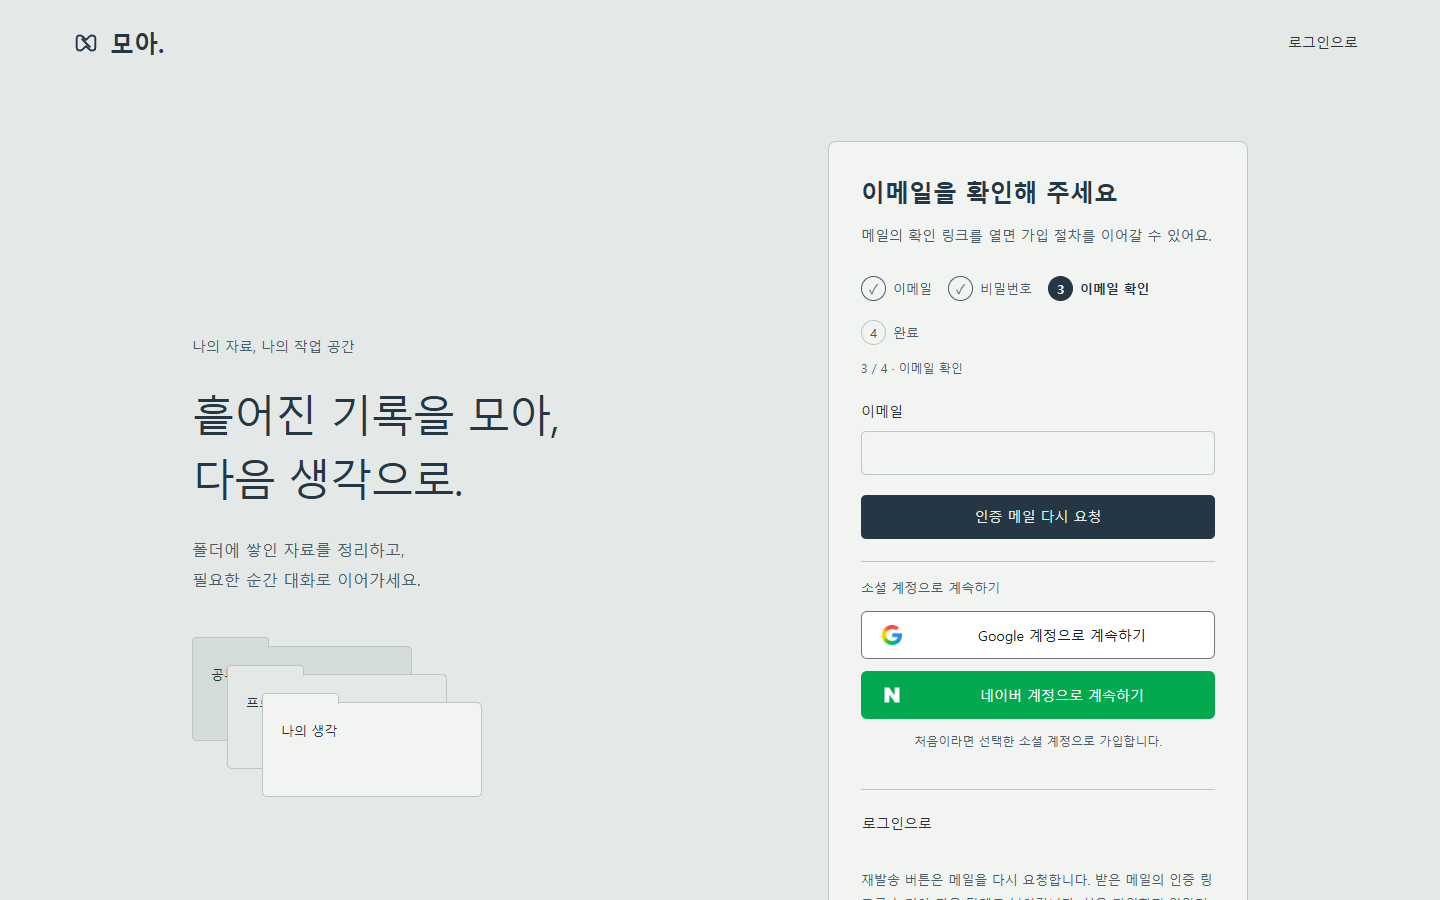 모아.
로그인으로
나의 자료, 나의 작업 공간
흩어진 기록을 모아,
다음 생각으로.
폴더에 쌓인 자료를 정리하고,
필요한 순간 대화로 이어가세요.
나의 생각
이메일을 확인해 주세요
메일의 확인 링크를 열면 가입 절차를 이어갈 수 있어요.
✓ 이메일 ✓ 비밀번호 3 이메일 확인
4 완료
3 / 4 · 이메일 확인
이메일
인증 메일 다시 요청
소셜 계정으로 계속하기
Google 계정으로 계속하기
네이버 계정으로 계속하기
처음이라면 선택한 소셜 계정으로 가입합니다.
로그인으로
재발송 버튼은 메일을 다시 요청합니다. 받은 메일의 인증 링